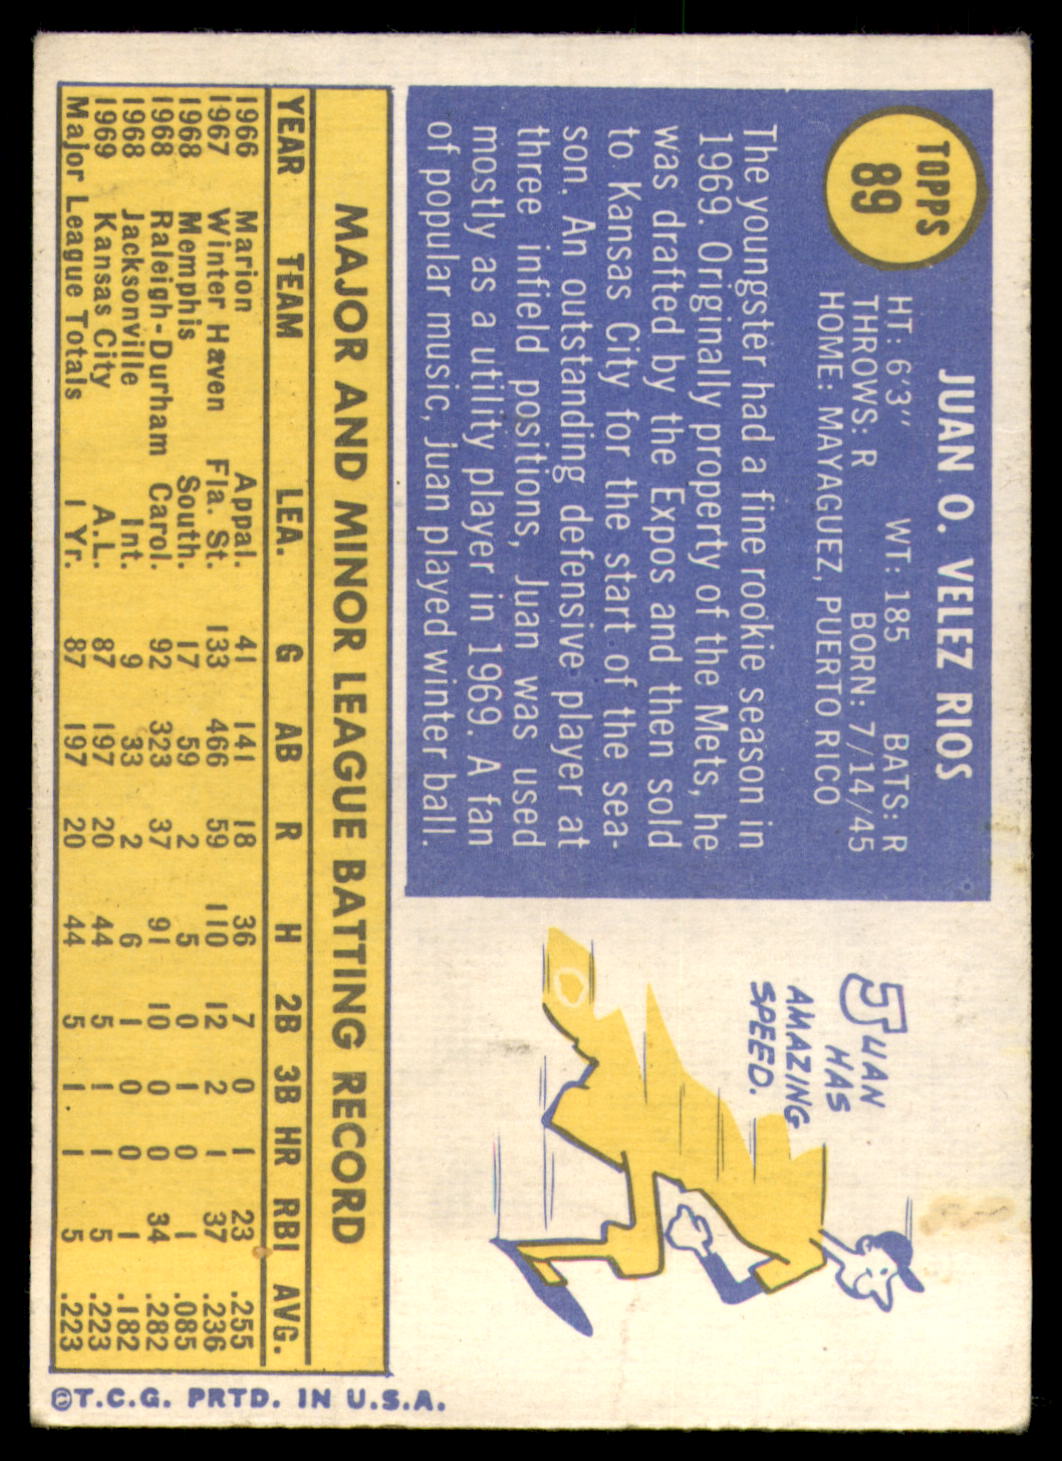 TOPPS
89
JUAN O. VELEZ RIOS
HT: 6'3" WT: 185 BATS: R
THROWS: R BORN: 7/14/45
HOME: MAYAGUEZ, PUERTO RICO
The youngster had a fine rookie season in
1969. Originally property of the Mets, he
was drafted by the Expos and then sold
to Kansas City for the start of the sea-
son. An outstanding defensive player at
three infield positions, Juan was used
mostly as a utility player in 1969. A fan
of popular music, Juan played winter ball.
JUAN
HAS
AMAZING
SPEED.
MAJOR AND MINOR LEAGUE BATTING RECORD
YEAR TEAM LEA. G AB R H 2B 3B HR RBI AVG.
1966 Marion Appal. 41 141 18 36 7 0 1 23 .255
1967 Winter Haven Fla. St. 133 466 59 110 12 2 1 37 .236
1968 Memphis South. 17 59 2 5 0 1 0 1 .085
1968 Raleigh-Durham Carol. 92 323 37 91 10 0 0 34 .282
1968 Jacksonville Int. 9 33 2 6 1 0 0 1 .182
1969 Kansas City A.L. 87 197 20 44 5 1 1 5 .223
Major League Totals 1 Yr. 87 197 20 44 5 1 1 5 .223
©T.C.G. PRTD. IN U.S.A.